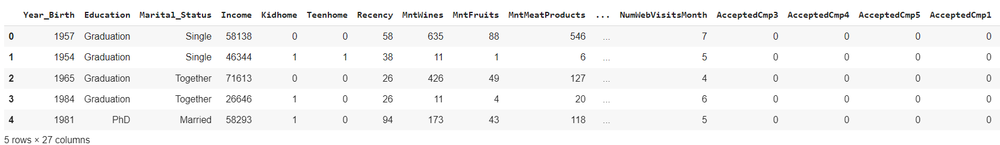 Year_Birth Education Marital_Status Income Kidhome Teenhome Recency MntWines MntFruits MntMeatProducts ... NumWebVisitsMonth AcceptedCmp3 AcceptedCmp4 AcceptedCmp5 AcceptedCmp1
0 1957 Graduation Single 58138 0 0 58 635 88 546 ... 7 0 0 0 0
1 1954 Graduation Single 46344 1 1 38 11 1 6 ... 5 0 0 0 0
2 1965 Graduation Together 71613 0 0 26 426 49 127 ... 4 0 0 0 0
3 1984 Graduation Together 26646 1 0 26 11 4 20 ... 6 0 0 0 0
4 1981 PhD Married 58293 1 0 94 173 43 118 ... 5 0 0 0 0
5 rows × 27 columns